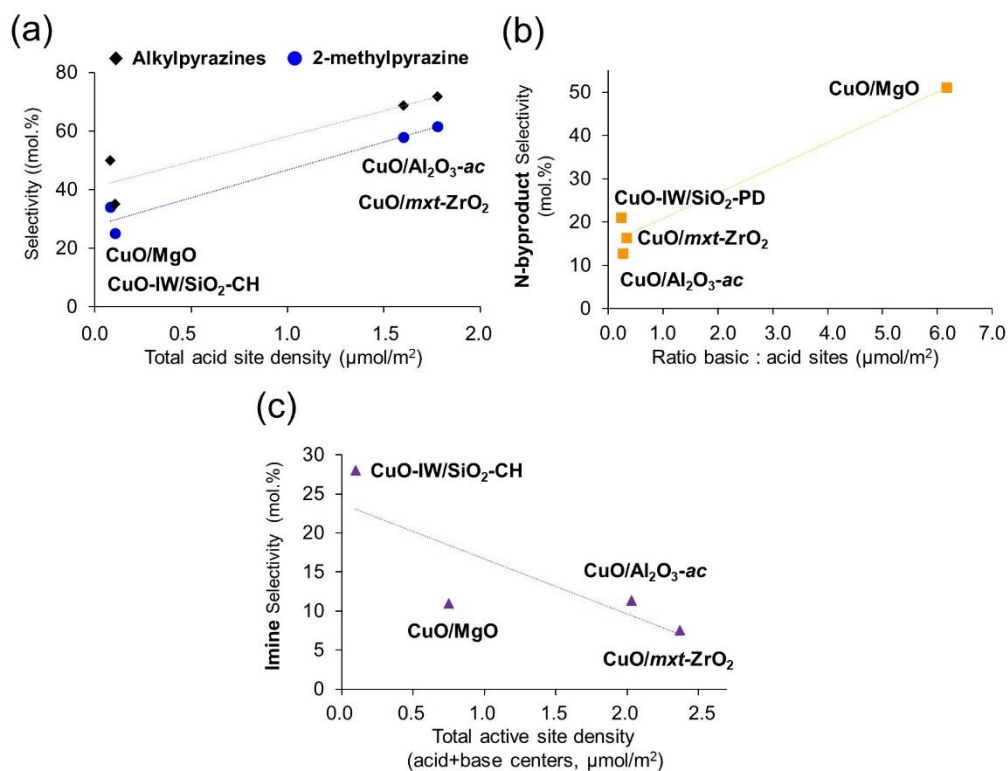 (a)
◆ Alkylpyrazines ● 2-methylpyrazine
Selectivity ((mol.%)
80
60
40
20
0
CuO/Al2O3-ac
CuO/mxt-ZrO2
CuO/MgO
CuO-IW/SiO2-CH
0.0 0.5 1.0 1.5 2.0
Total acid site density (µmol/m²)
(b)
N-byproduct Selectivity
(mol.%)
50
40
30
20
10
0
CuO/MgO
CuO-IW/SiO2-PD
CuO/mxt-ZrO2
CuO/Al2O3-ac
0.0 1.0 2.0 3.0 4.0 5.0 6.0 7.0
Ratio basic : acid sites (µmol/m²)
(c)
Imine Selectivity (mol.%)
30
25
20
15
10
5
0
CuO-IW/SiO2-CH
CuO/Al2O3-ac
CuO/MgO
CuO/mxt-ZrO2
0.0 0.5 1.0 1.5 2.0 2.5
Total active site density
(acid+base centers, µmol/m²)